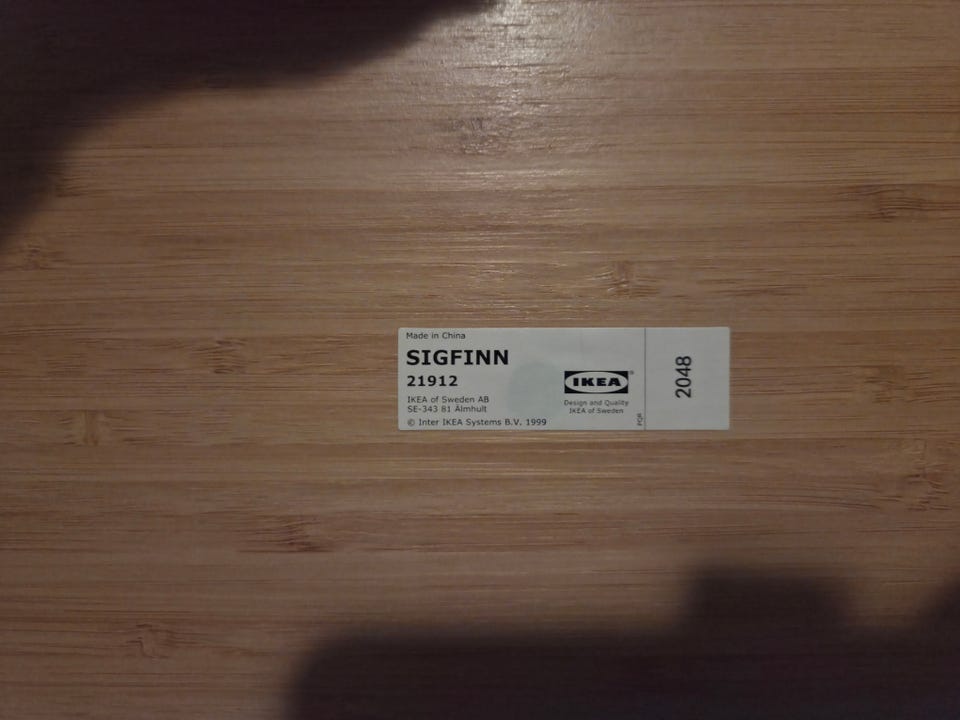 Made in China
SIGFINN
21912
IKEA of Sweden AB
SE-343 81 Älmhult
© Inter IKEA Systems B.V. 1999
IKEA®
Design and Quality
IKEA of Sweden
PQR
2048